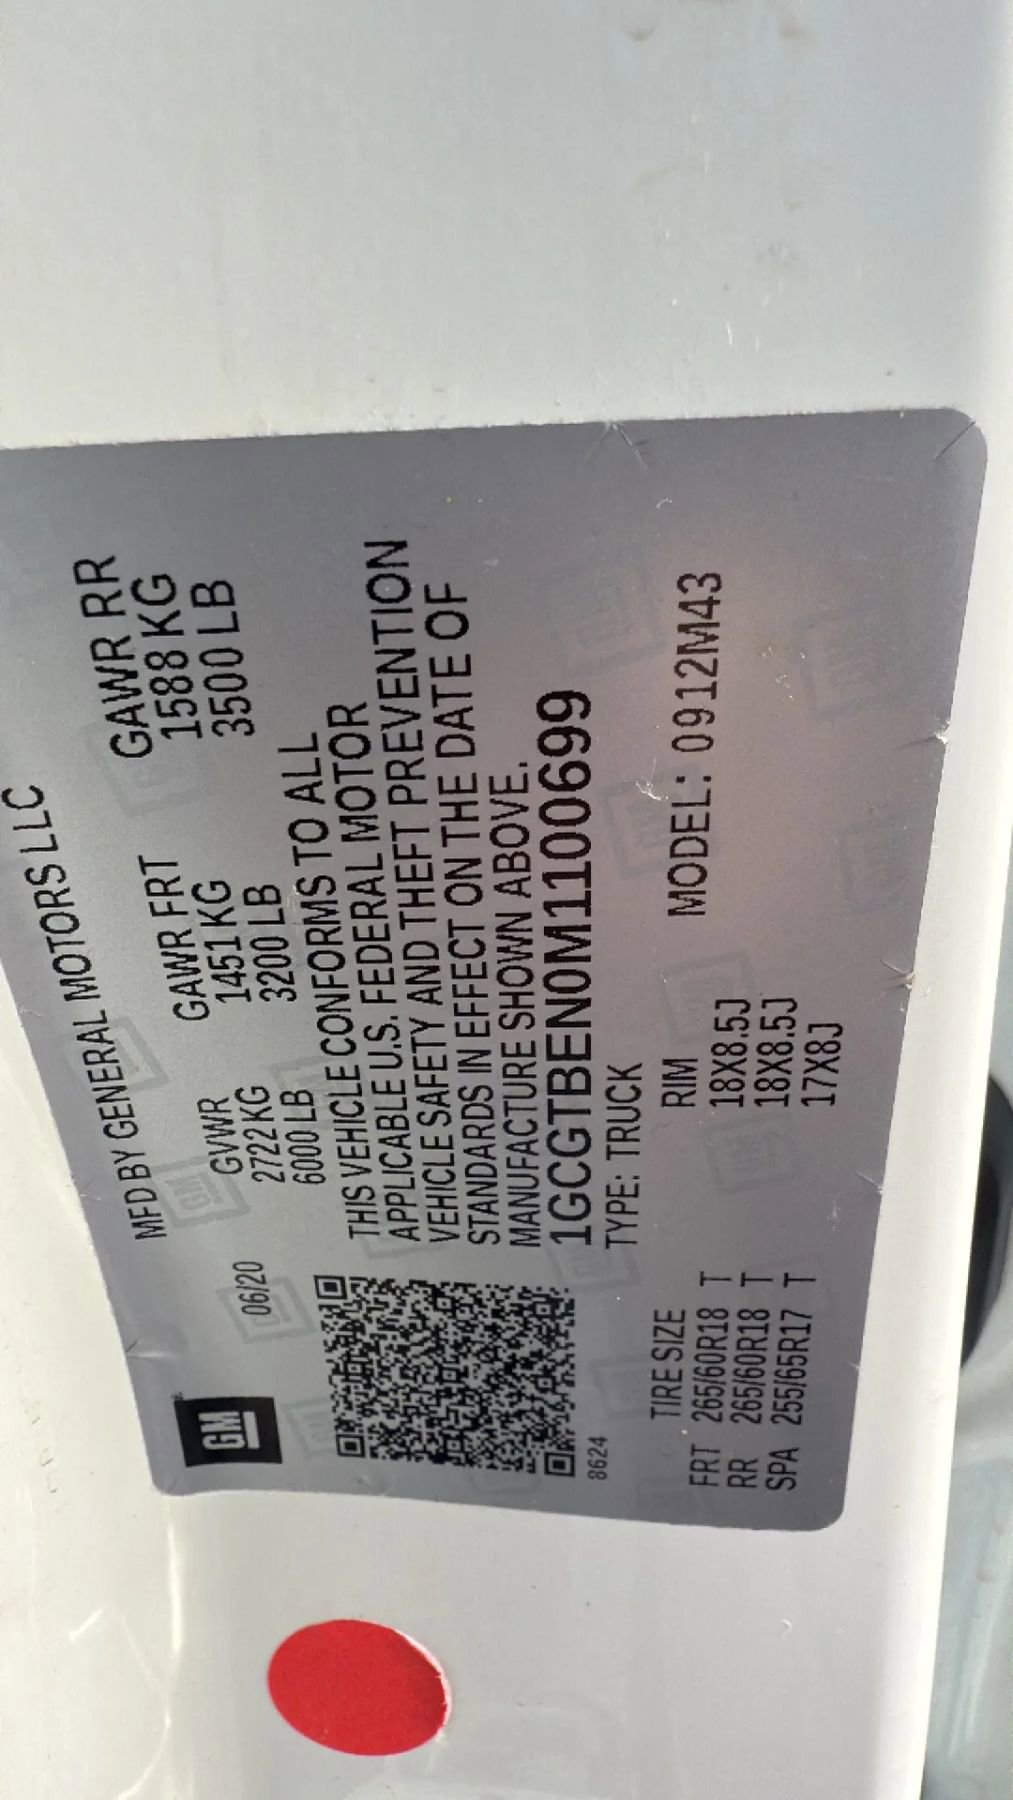 MFD BY GENERAL MOTORS LLC
GM
06/20
GVWR GAWR FRT GAWR RR
2722 KG 1451 KG 1588 KG
6000 LB 3200 LB 3500 LB
THIS VEHICLE CONFORMS TO ALL
APPLICABLE U.S. FEDERAL MOTOR
VEHICLE SAFETY AND THEFT PREVENTION
STANDARDS IN EFFECT ON THE DATE OF
MANUFACTURE SHOWN ABOVE.
1GCGTBEN0M1100699
8624
TYPE: TRUCK
MODEL: 0912M43
TIRE SIZE RIM
FRT 265/60R18 T 18X8.5J
RR 265/60R18 T 18X8.5J
SPA 255/65R17 T 17X8J